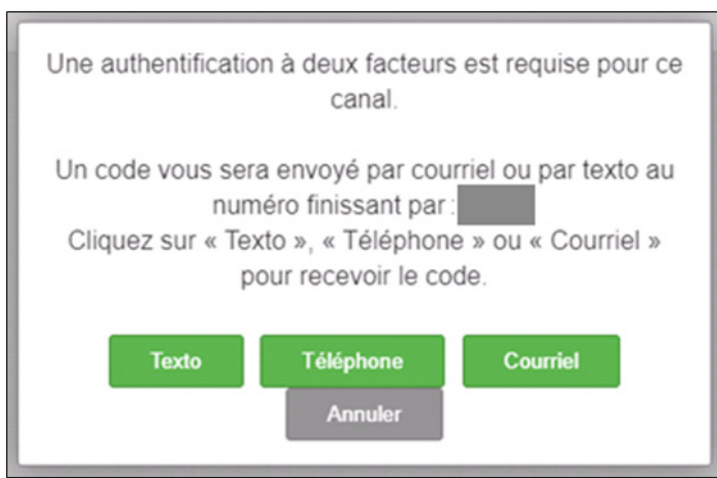 Une authentification à deux facteurs est requise pour ce
canal.
Un code vous sera envoyé par courriel ou par texto au
numéro finissant par :
Cliquez sur « Texto », « Téléphone » ou « Courriel »
pour recevoir le code.
Texto Téléphone Courriel
Annuler